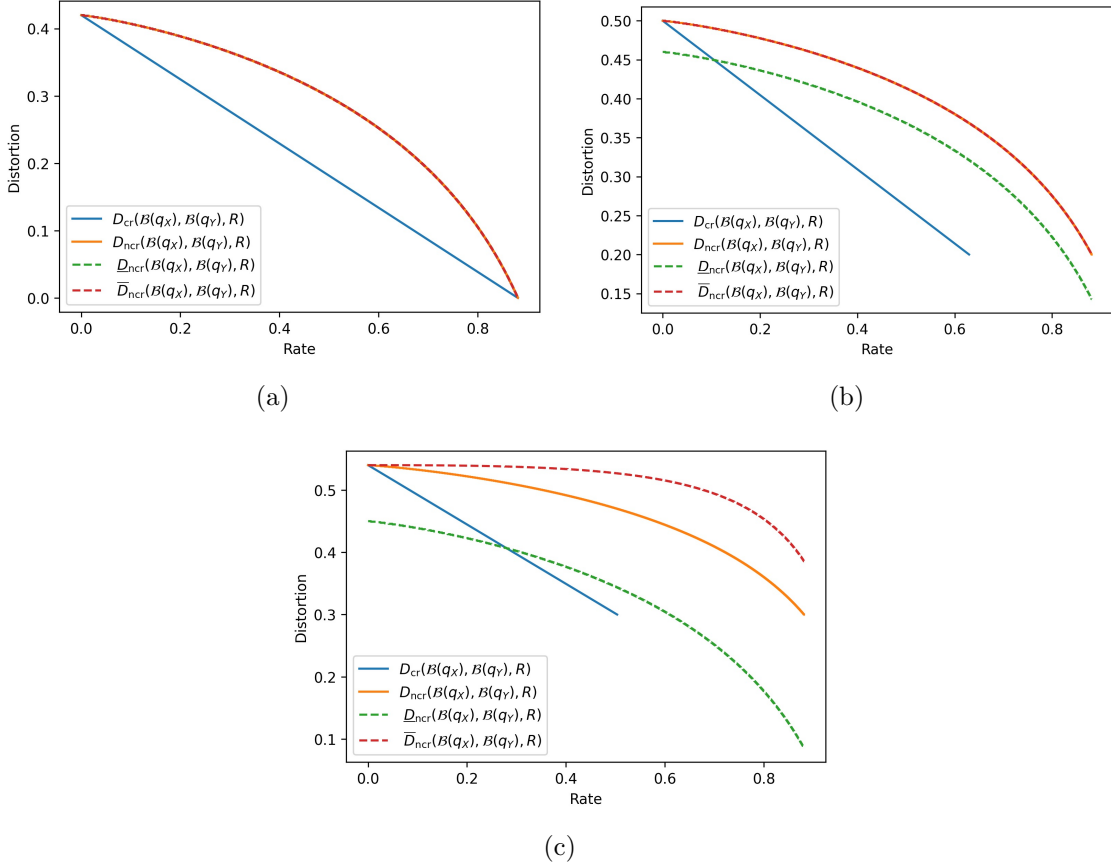 0.4
0.3
0.2
0.1
0.0
Distortion
D_cr(B(q_X), B(q_Y), R)
D_ncr(B(q_X), B(q_Y), R)
D̲_ncr(B(q_X), B(q_Y), R)
D̅_ncr(B(q_X), B(q_Y), R)
0.0 0.2 0.4 0.6 0.8
Rate
(a)
0.50
0.45
0.40
0.35
0.30
0.25
0.20
0.15
Distortion
D_cr(B(q_X), B(q_Y), R)
D_ncr(B(q_X), B(q_Y), R)
D̲_ncr(B(q_X), B(q_Y), R)
D̅_ncr(B(q_X), B(q_Y), R)
0.0 0.2 0.4 0.6 0.8
Rate
(b)
0.5
0.4
0.3
0.2
0.1
Distortion
D_cr(B(q_X), B(q_Y), R)
D_ncr(B(q_X), B(q_Y), R)
D̲_ncr(B(q_X), B(q_Y), R)
D̅_ncr(B(q_X), B(q_Y), R)
0.0 0.2 0.4 0.6 0.8
Rate
(c)